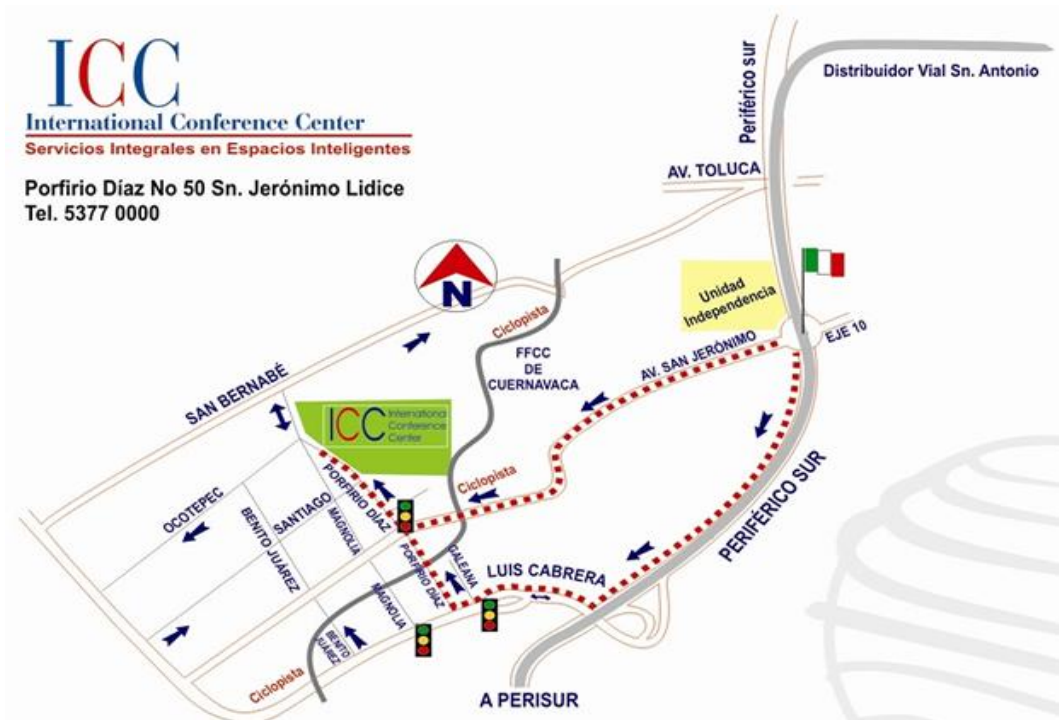 ICC
International Conference Center
Servicios Integrales en Espacios Inteligentes
Porfirio Díaz No 50 Sn. Jerónimo Lidice
Tel. 5377 0000
Periférico sur
Distribuidor Vial Sn. Antonio
AV. TOLUCA
N
Unidad
Independencia
EJE 10
Ciclopista
FFCC
DE
CUERNAVACA
AV. SAN JERÓNIMO
SAN BERNABÉ
ICC
International
Conference
Center
Ciclopista
PORFIRIO DÍAZ
OCOTEPEC
SANTIAGO
MAGNOLIA
BENITO JUÁREZ
PERIFÉRICO SUR
GALEANA
PORFIRIO DÍAZ
LUIS CABRERA
MAGNOLIA
BENITO
JUÁREZ
Ciclopista
A PERISUR